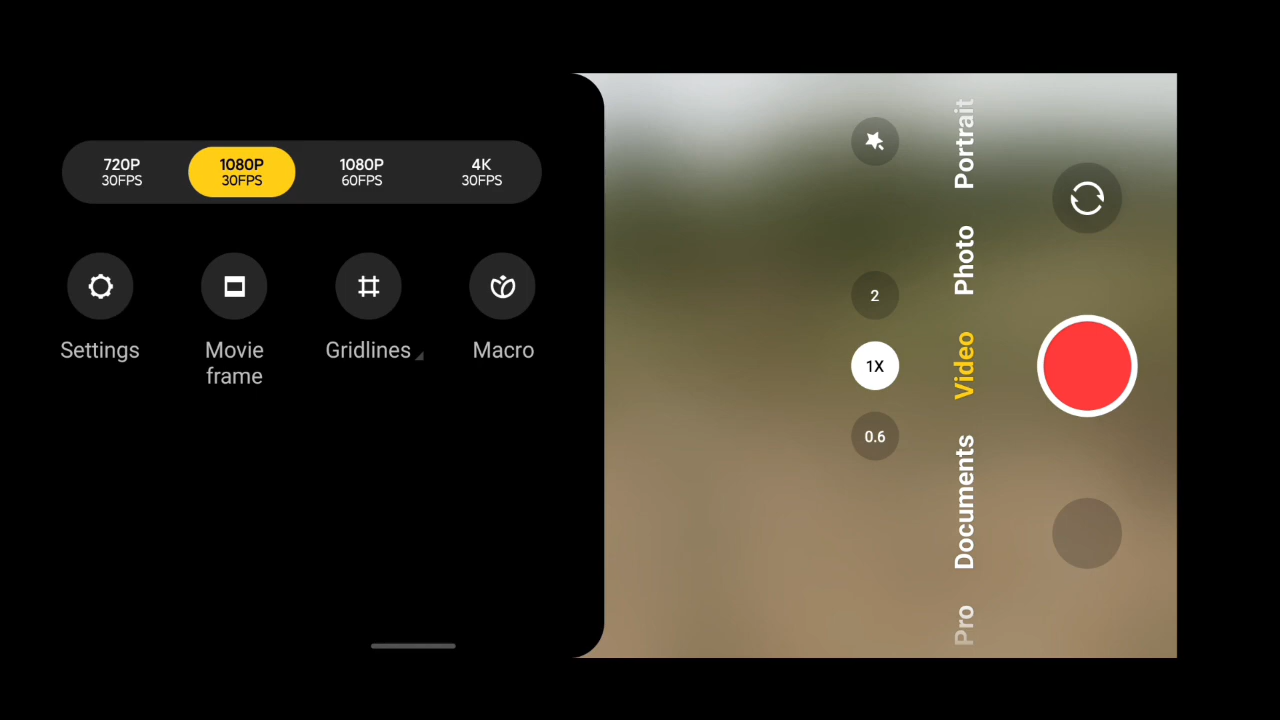 720P
30FPS
1080P
30FPS
1080P
60FPS
4K
30FPS
Settings
Movie
frame
Gridlines
Macro
2
1X
0.6
Portrait
Photo
Video
Documents
Pro